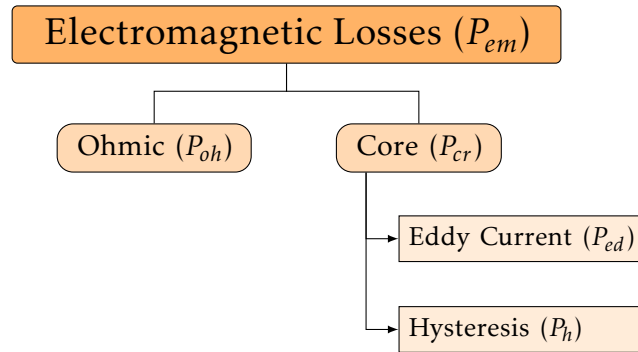 Electromagnetic Losses (P_em)
Ohmic (P_oh)
Core (P_cr)
Eddy Current (P_ed)
Hysteresis (P_h)